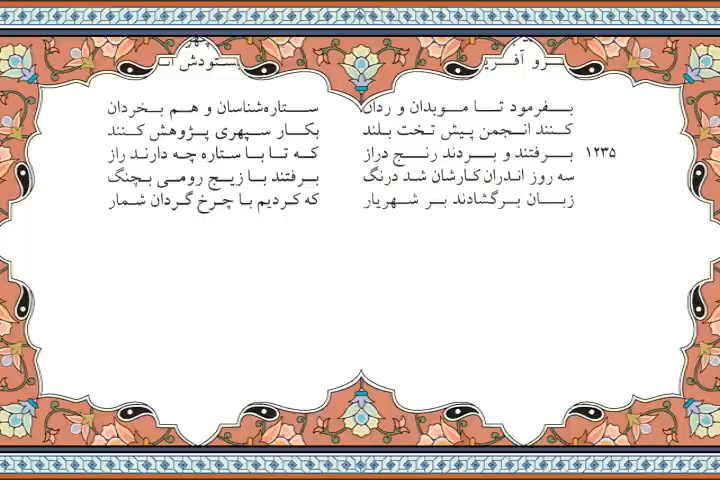 بفرمود تا موبدان و ردان ستاره‌شناسان و هم بخردان
کنند انجمن پیش تخت بلند بکار سپهری پژوهش کنند
۱۲۳۵ برفتند و بردند رنج دراز که تا با ستاره چه دارند راز
سه روز اندران کارشان شد درنگ برفتند با زیج رومی بچنگ
زبان برگشادند بر شهریار که کردیم با چرخ گردان شمار